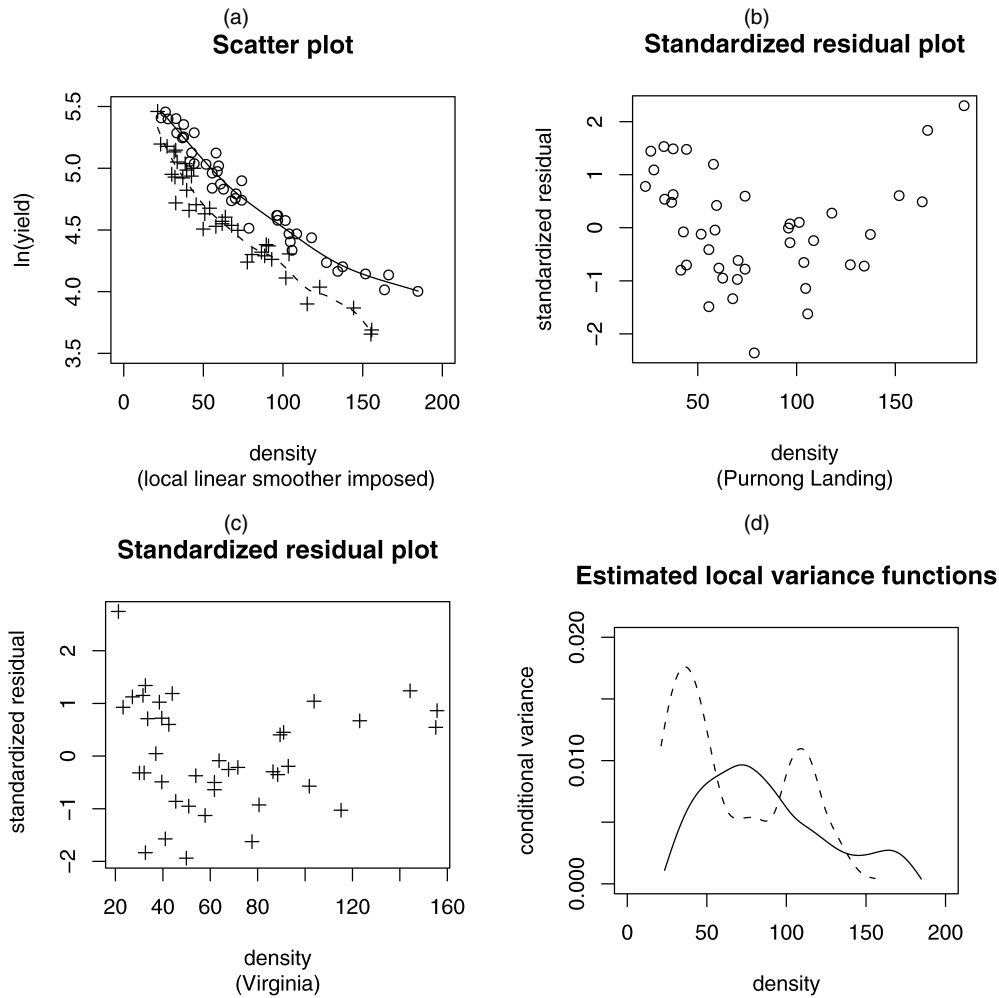 (a)
Scatter plot
5.5
5.0
4.5
4.0
3.5
ln(yield)
0 50 100 150 200
density
(local linear smoother imposed)
(b)
Standardized residual plot
2
1
0
−1
−2
standardized residual
50 100 150
density
(Purnong Landing)
(c)
Standardized residual plot
2
1
0
−1
−2
standardized residual
20 40 60 80 120 160
density
(Virginia)
(d)
Estimated local variance functions
0.020
0.010
0.000
conditional variance
0 50 100 150 200
density